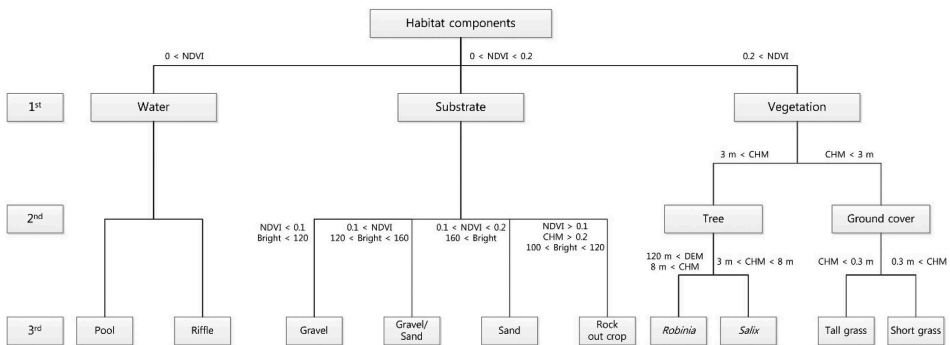 Habitat components
0 < NDVI
0 < NDVI < 0.2
0.2 < NDVI
1st
Water
Substrate
Vegetation
3 m < CHM
CHM < 3 m
2nd
NDVI < 0.1
Bright < 120
0.1 < NDVI
120 < Bright < 160
0.1 < NDVI < 0.2
160 < Bright
NDVI > 0.1
CHM > 0.2
100 < Bright < 120
Tree
Ground cover
120 m < DEM
8 m < CHM
3 m < CHM < 8 m
CHM < 0.3 m
0.3 m < CHM
3rd
Pool
Riffle
Gravel
Gravel/
Sand
Sand
Rock
out crop
Robinia
Salix
Tall grass
Short grass